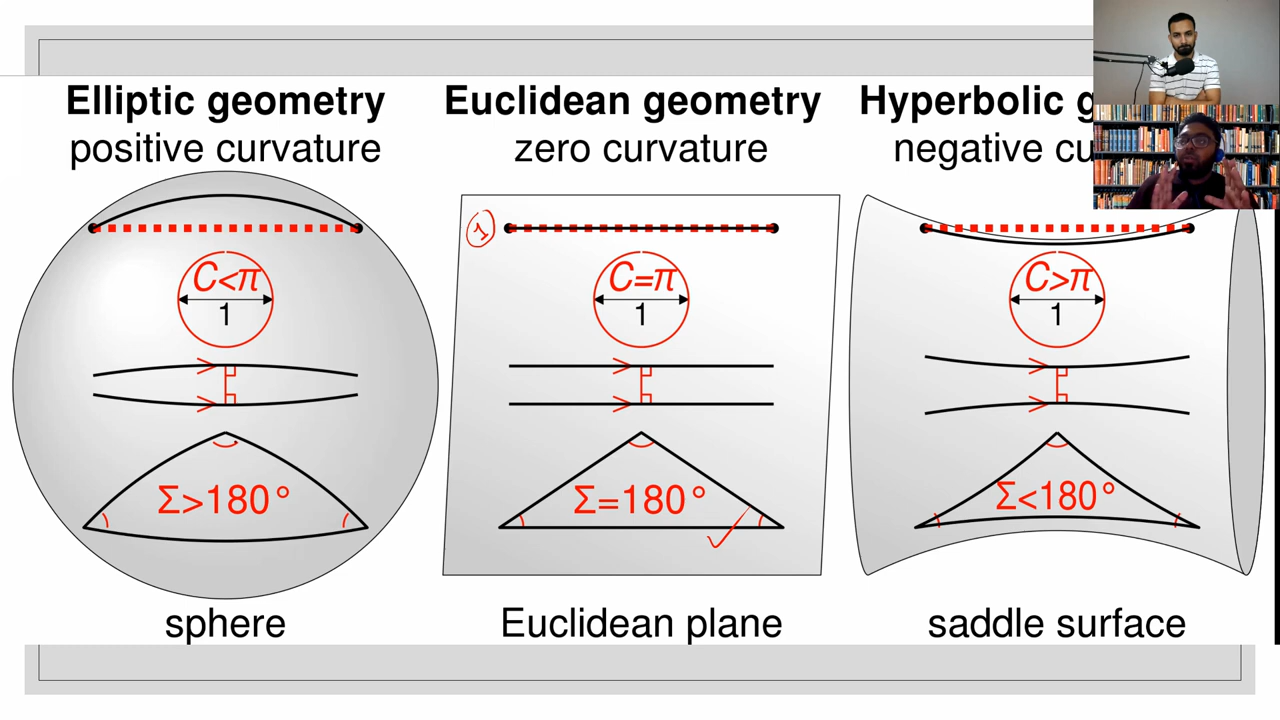 Elliptic geometry
positive curvature
C<π
1
Σ>180°
sphere
Euclidean geometry
zero curvature
1
C=π
1
Σ=180°
Euclidean plane
Hyperbolic g
negative cu
C>π
1
Σ<180°
saddle surface